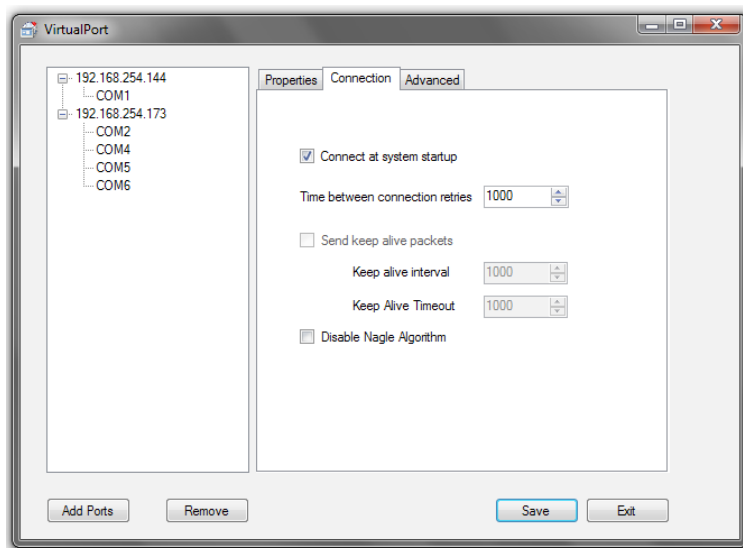 VirtualPort
192.168.254.144
COM1
192.168.254.173
COM2
COM4
COM5
COM6
Properties Connection Advanced
Connect at system startup
Time between connection retries 1000
Send keep alive packets
Keep alive interval 1000
Keep Alive Timeout 1000
Disable Nagle Algorithm
Add Ports Remove Save Exit